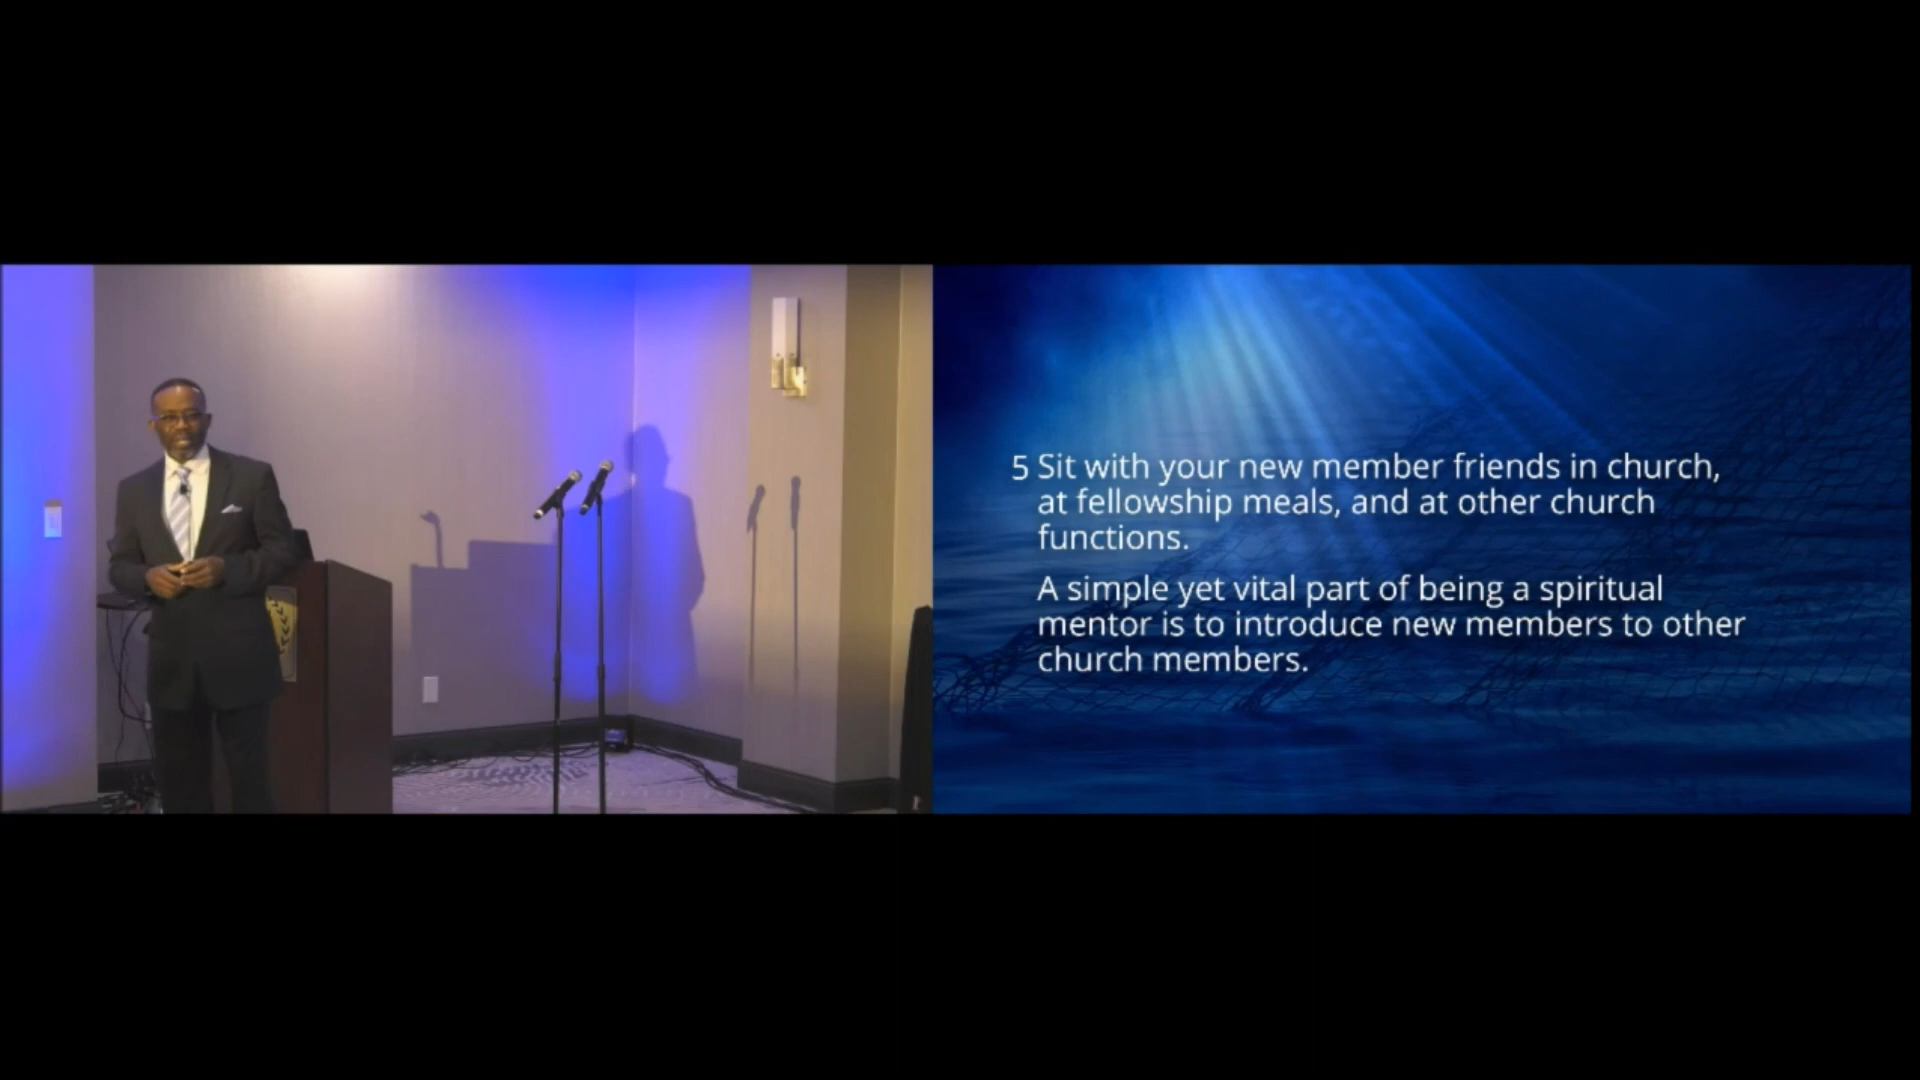 5 Sit with your new member friends in church,
at fellowship meals, and at other church
functions.
A simple yet vital part of being a spiritual
mentor is to introduce new members to other
church members.